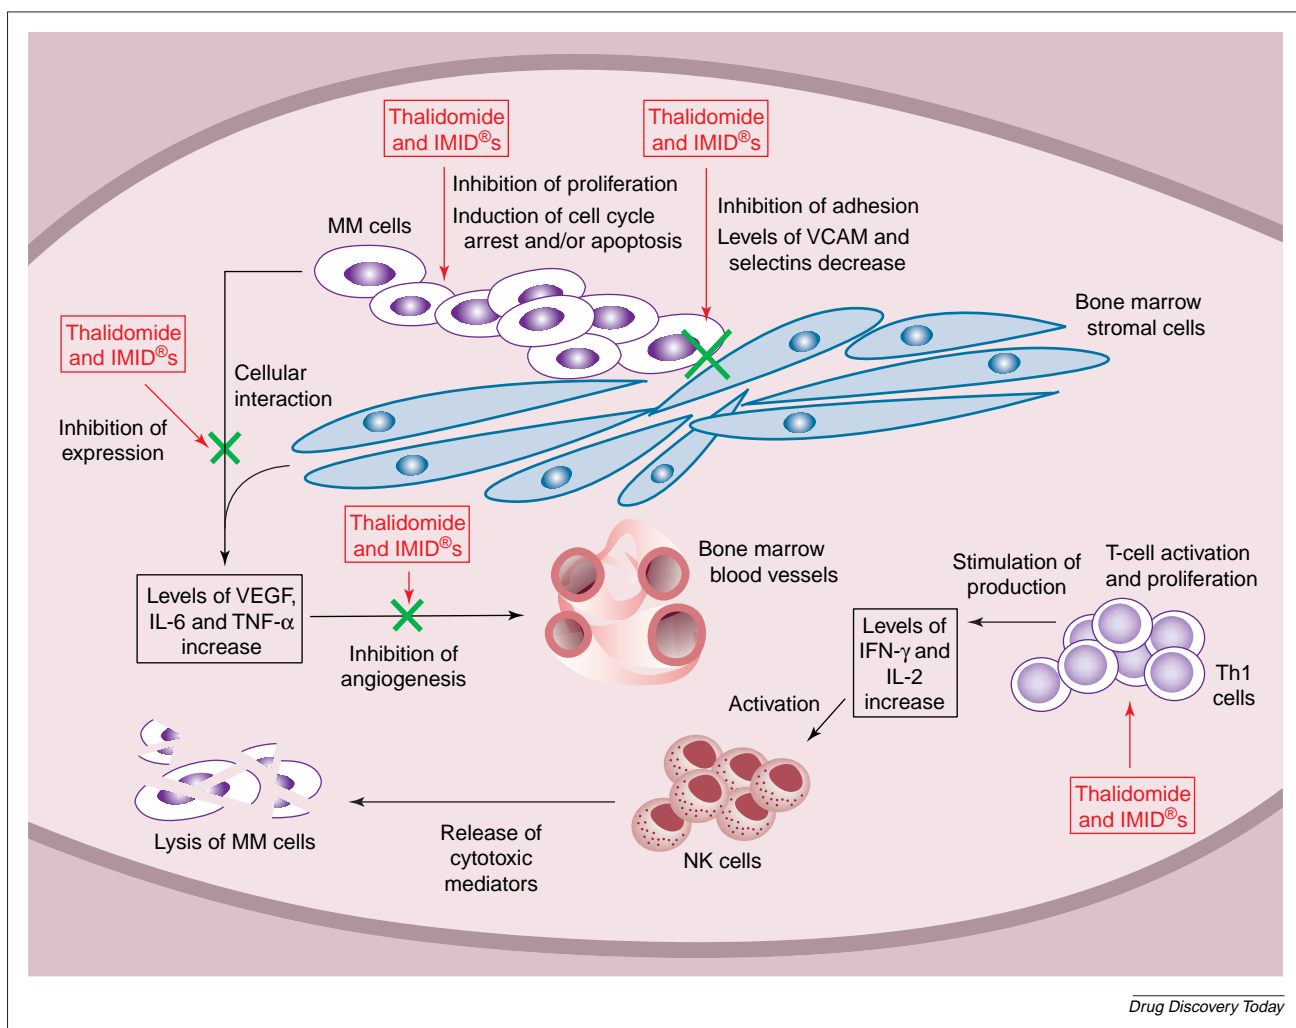 Thalidomide
and IMID®s
Thalidomide
and IMID®s
Inhibition of proliferation
Induction of cell cycle
arrest and/or apoptosis
Inhibition of adhesion
Levels of VCAM and
selectins decrease
MM cells
Bone marrow
stromal cells
Thalidomide
and IMID®s
Cellular
interaction
Inhibition of
expression
Thalidomide
and IMID®s
Bone marrow
blood vessels
Stimulation of
production
T-cell activation
and proliferation
Levels of VEGF,
IL-6 and TNF-α
increase
Inhibition of
angiogenesis
Levels of
IFN-γ and
IL-2
increase
Th1
cells
Activation
Thalidomide
and IMID®s
Lysis of MM cells
Release of
cytotoxic
mediators
NK cells
Drug Discovery Today